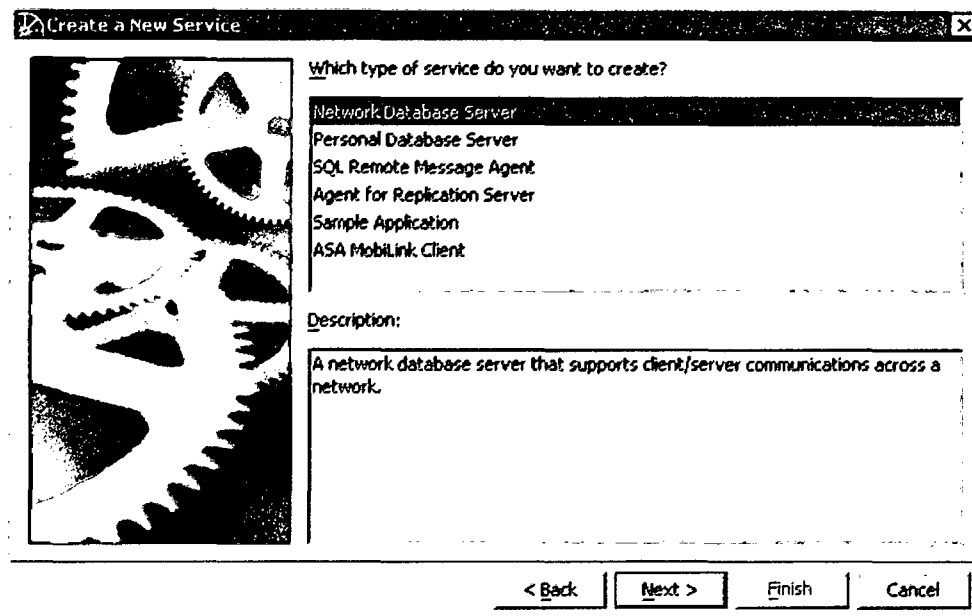 Create a New Service
Which type of service do you want to create?
Network Database Server
Personal Database Server
SQL Remote Message Agent
Agent for Replication Server
Sample Application
ASA MobiLink Client
Description:
A network database server that supports client/server communications across a
network.
< Back
Next >
Finish
Cancel